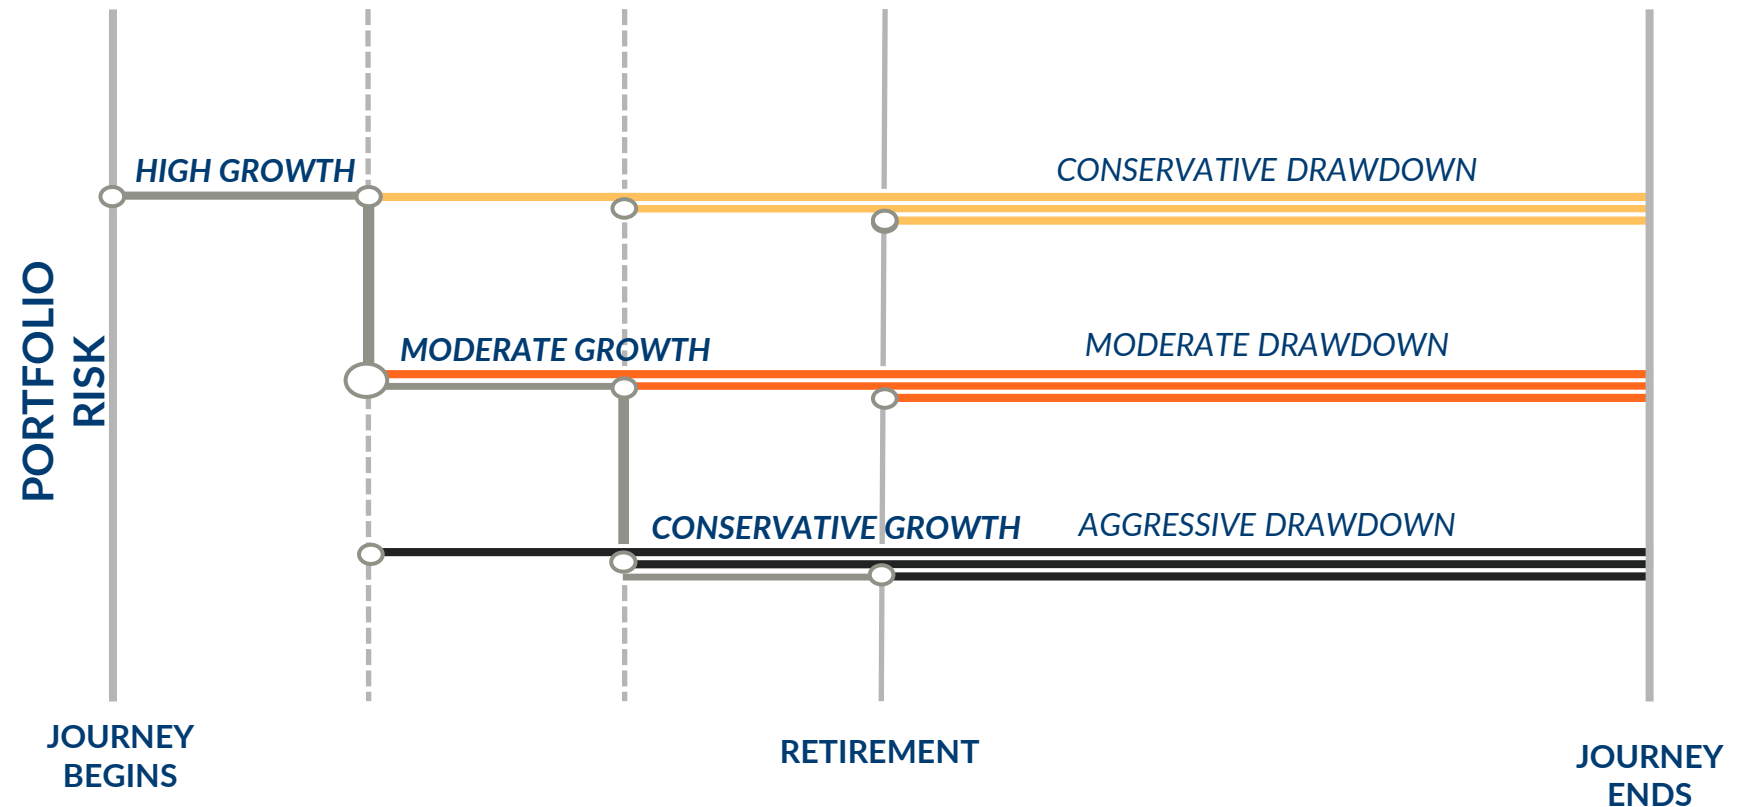 HIGH GROWTH
CONSERVATIVE DRAWDOWN
PORTFOLIO
RISK
MODERATE GROWTH
MODERATE DRAWDOWN
CONSERVATIVE GROWTH
AGGRESSIVE DRAWDOWN
JOURNEY
BEGINS
RETIREMENT
JOURNEY
ENDS